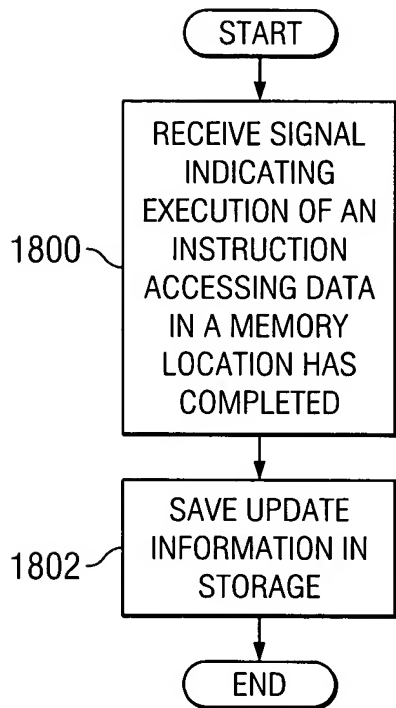 START
RECEIVE SIGNAL
INDICATING
EXECUTION OF AN
INSTRUCTION
ACCESSING DATA
IN A MEMORY
LOCATION HAS
COMPLETED
1800
SAVE UPDATE
INFORMATION IN
STORAGE
1802
END